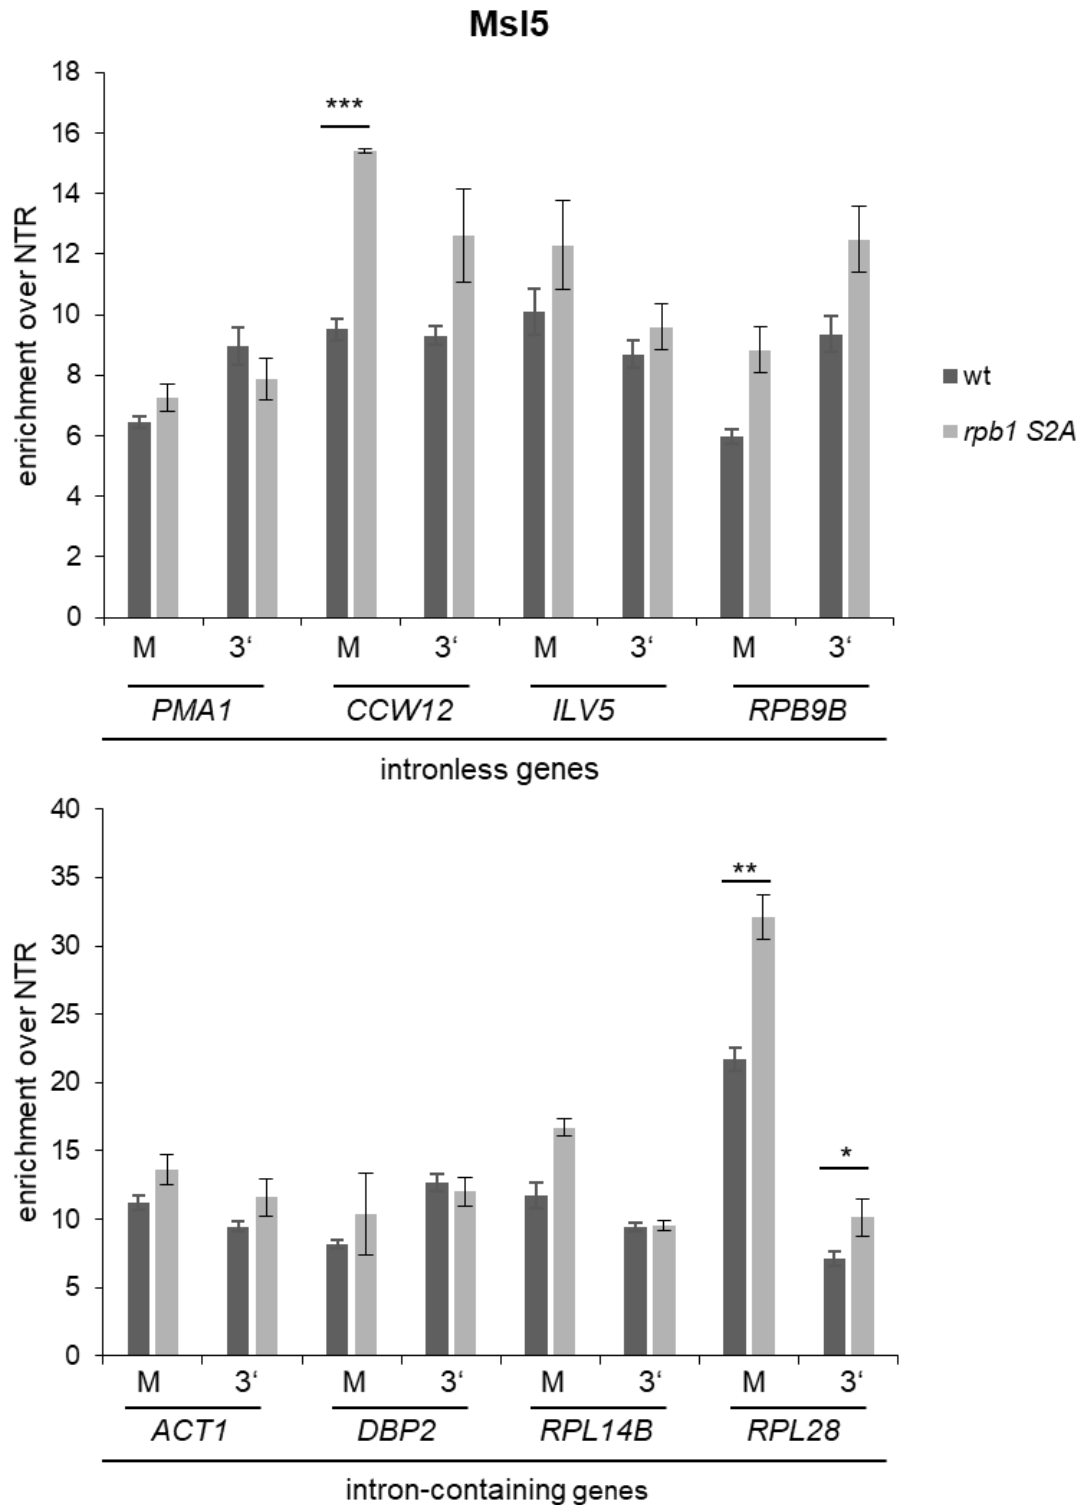 Msl5
enrichment over NTR
18
16
14
12
10
8
6
4
2
0
***
wt
rpb1 S2A
M 3‘ M 3‘ M 3‘ M 3‘
PMA1 CCW12 ILV5 RPB9B
intronless genes
enrichment over NTR
40
35
30
25
20
15
10
5
0
**
*
M 3‘ M 3‘ M 3‘ M 3‘
ACT1 DBP2 RPL14B RPL28
intron-containing genes